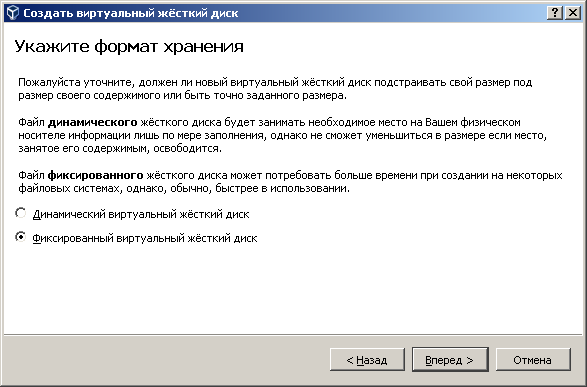 Создать виртуальный жёсткий диск
Укажите формат хранения
Пожалуйста уточните, должен ли новый виртуальный жёсткий диск подстраивать свой размер под
размер своего содержимого или быть точно заданного размера.
Файл динамического жёсткого диска будет занимать необходимое место на Вашем физическом
носителе информации лишь по мере заполнения, однако не сможет уменьшиться в размере если место,
занятое его содержимым, освободится.
Файл фиксированного жёсткого диска может потребовать больше времени при создании на некоторых
файловых системах, однако, обычно, быстрее в использовании.
Динамический виртуальный жёсткий диск
Фиксированный виртуальный жёсткий диск
< Назад
Вперед >
Отмена